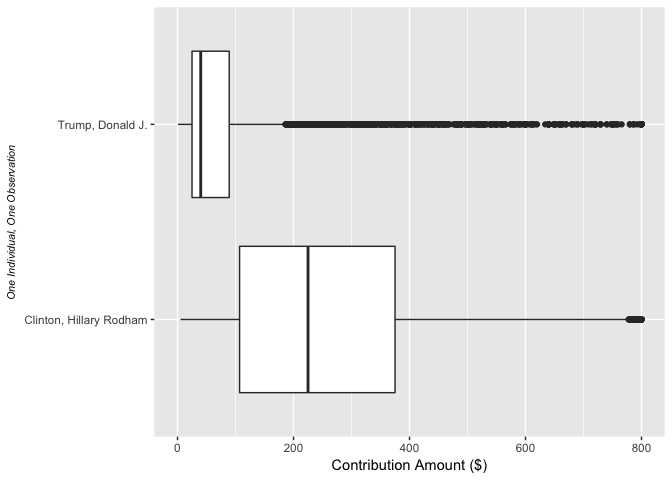 One Individual, One Observation
Trump, Donald J.
Clinton, Hillary Rodham
0 200 400 600 800
Contribution Amount ($)